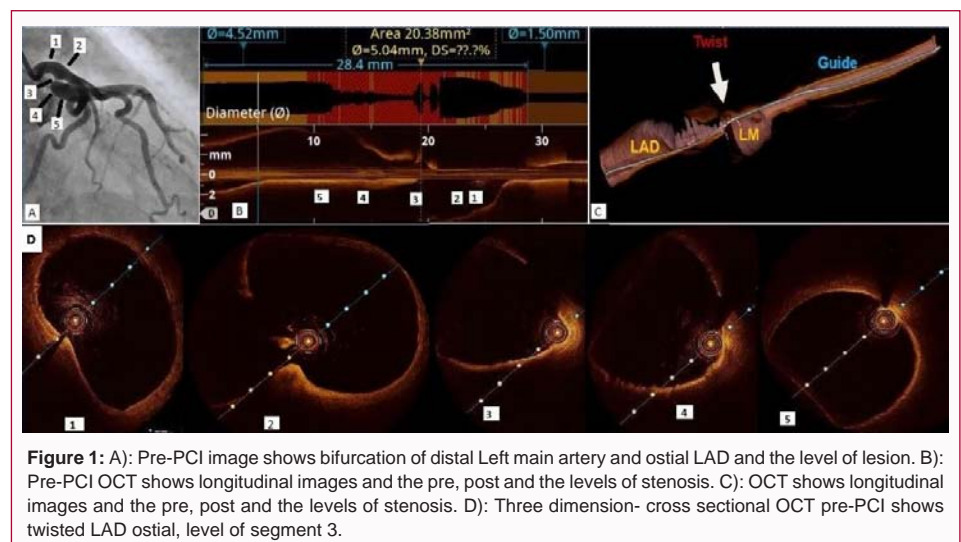 1 2
3
4
5
A
Ø=4.52mm Area 20.38mm² Ø=1.50mm
Ø=5.04mm, DS=??.?%
28.4 mm
Diameter (Ø)
mm 10 20 30
0
2
5 4 3 2 1
B
Twist
Guide
LAD
LM
C
D
1 2 3 4 5
Figure 1: A): Pre-PCI image shows bifurcation of distal Left main artery and ostial LAD and the level of lesion. B):
Pre-PCI OCT shows longitudinal images and the pre, post and the levels of stenosis. C): OCT shows longitudinal
images and the pre, post and the levels of stenosis. D): Three dimension- cross sectional OCT pre-PCI shows
twisted LAD ostial, level of segment 3.